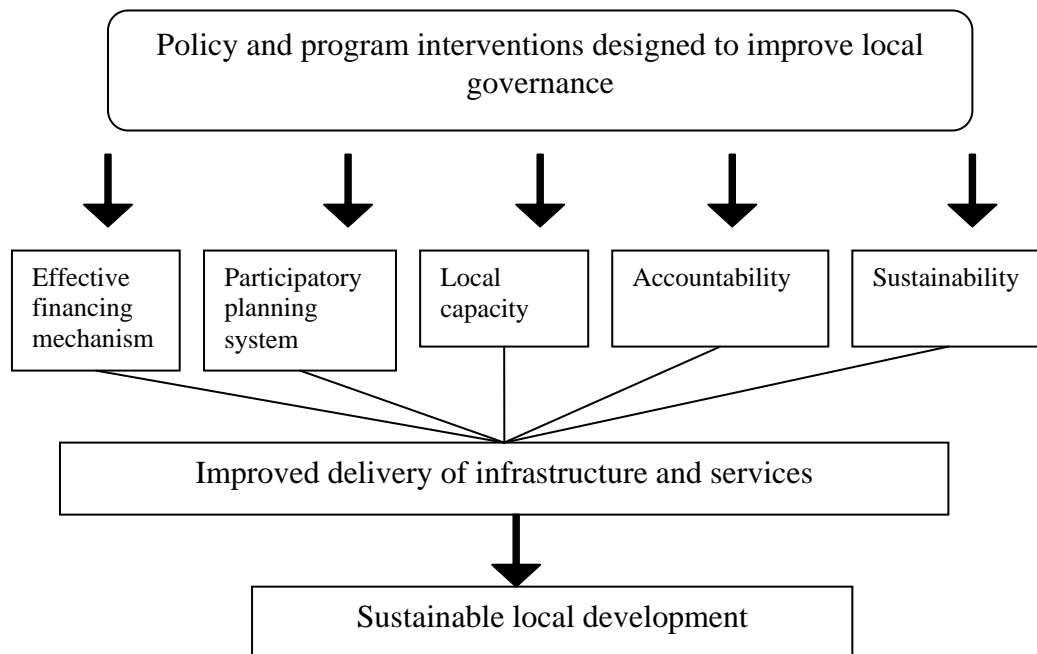 Policy and program interventions designed to improve local
governance
Effective
financing
mechanism
Participatory
planning
system
Local
capacity
Accountability
Sustainability
Improved delivery of infrastructure and services
Sustainable local development